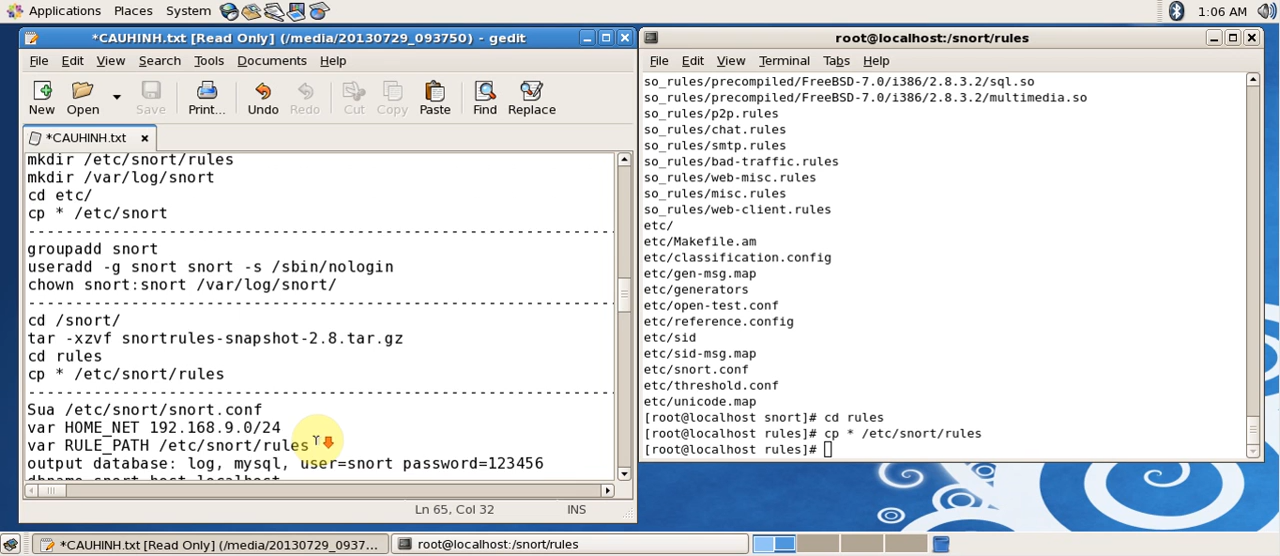 Applications Places System 1:06 AM
*CAUHINH.txt [Read Only] (/media/20130729_093750) - gedit
File Edit View Search Tools Documents Help
New Open Save Print... Undo Redo Cut Copy Paste Find Replace
*CAUHINH.txt
mkdir /etc/snort/rules
mkdir /var/log/snort
cd etc/
cp * /etc/snort
--------------------------------------------------------------
groupadd snort
useradd -g snort snort -s /sbin/nologin
chown snort:snort /var/log/snort/
--------------------------------------------------------------
cd /snort/
tar -xzvf snortrules-snapshot-2.8.tar.gz
cd rules
cp * /etc/snort/rules
--------------------------------------------------------------
Sua /etc/snort/snort.conf
var HOME_NET 192.168.9.0/24
var RULE_PATH /etc/snort/rules
output database: log, mysql, user=snort password=123456
dbname=snort host=localhost
Ln 65, Col 32 INS
root@localhost:/snort/rules
File Edit View Terminal Tabs Help
so_rules/precompiled/FreeBSD-7.0/i386/2.8.3.2/sql.so
so_rules/precompiled/FreeBSD-7.0/i386/2.8.3.2/multimedia.so
so_rules/p2p.rules
so_rules/chat.rules
so_rules/smtp.rules
so_rules/bad-traffic.rules
so_rules/web-misc.rules
so_rules/misc.rules
so_rules/web-client.rules
etc/
etc/Makefile.am
etc/classification.config
etc/gen-msg.map
etc/generators
etc/open-test.conf
etc/reference.config
etc/sid
etc/sid-msg.map
etc/snort.conf
etc/threshold.conf
etc/unicode.map
[root@localhost snort]# cd rules
[root@localhost rules]# cp * /etc/snort/rules
[root@localhost rules]#
*CAUHINH.txt [Read Only] (/media/20130729_0937...
root@localhost:/snort/rules